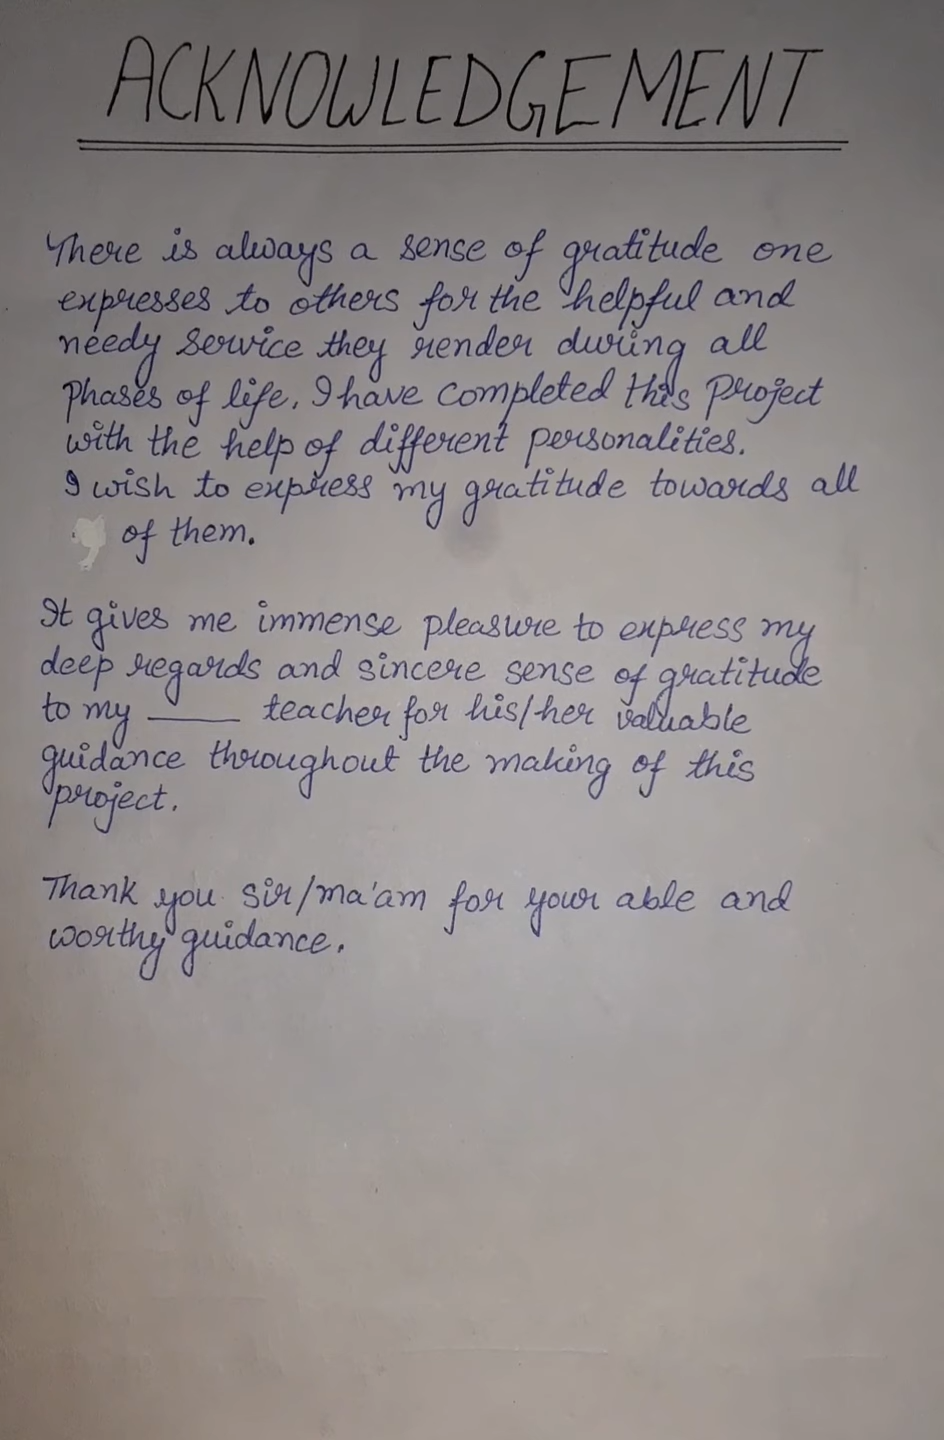 ACKNOWLEDGEMENT
There is always a sense of gratitude one
expresses to others for the helpful and
needy service they render during all
Phases of life. I have completed this Project
with the help of different personalities.
I wish to express my gratitude towards all
of them.
It gives me immense pleasure to express my
deep regards and sincere sense of gratitude
to my _____ teacher for his/her valuable
guidance throughout the making of this
project.
Thank you Sir/ma'am for your able and
worthy guidance.